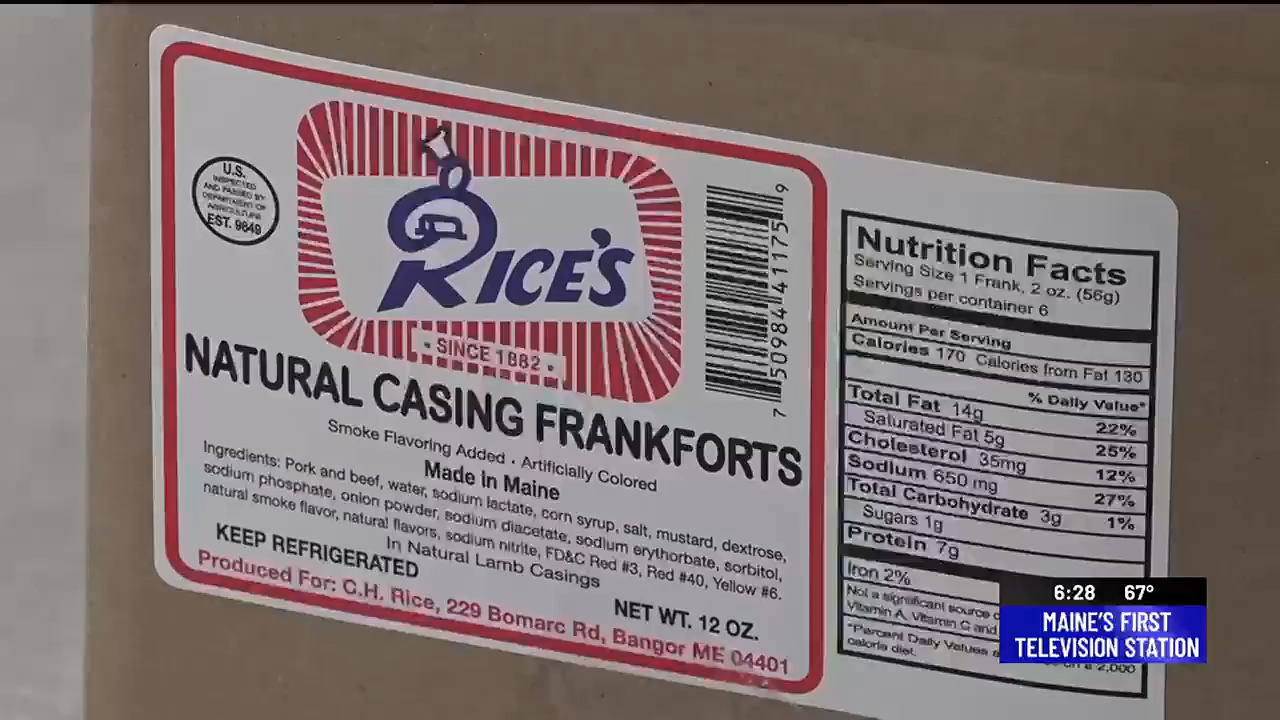 U.S.
INSPECTED
AND PASSED BY
DEPARTMENT OF
AGRICULTURE
EST. 9849
RICE'S
• SINCE 1882 •
NATURAL CASING FRANKFORTS
Smoke Flavoring Added • Artificially Colored
Made In Maine
Ingredients: Pork and beef, water, sodium lactate, corn syrup, salt, mustard, dextrose,
sodium phosphate, onion powder, sodium diacetate, sodium erythorbate, sorbitol,
natural smoke flavor, natural flavors, sodium nitrite, FD&C Red #3, Red #40, Yellow #6.
In Natural Lamb Casings
KEEP REFRIGERATED
NET WT. 12 OZ.
Produced For: C.H. Rice, 229 Bomarc Rd, Bangor ME 04401
7 50984 41175 9
Nutrition Facts
Serving Size 1 Frank, 2 oz. (56g)
Servings per container 6
Amount Per Serving
Calories 170 Calories from Fat 130
% Daily Value*
Total Fat 14g 22%
Saturated Fat 5g 25%
Cholesterol 35mg 12%
Sodium 650 mg 27%
Total Carbohydrate 3g 1%
Sugars 1g
Protein 7g
Iron 2%
Not a significant source
Vitamin A, Vitamin C and
*Percent Daily Values
on a 2,000
calorie diet.
6:28 67°
MAINE'S FIRST
TELEVISION STATION